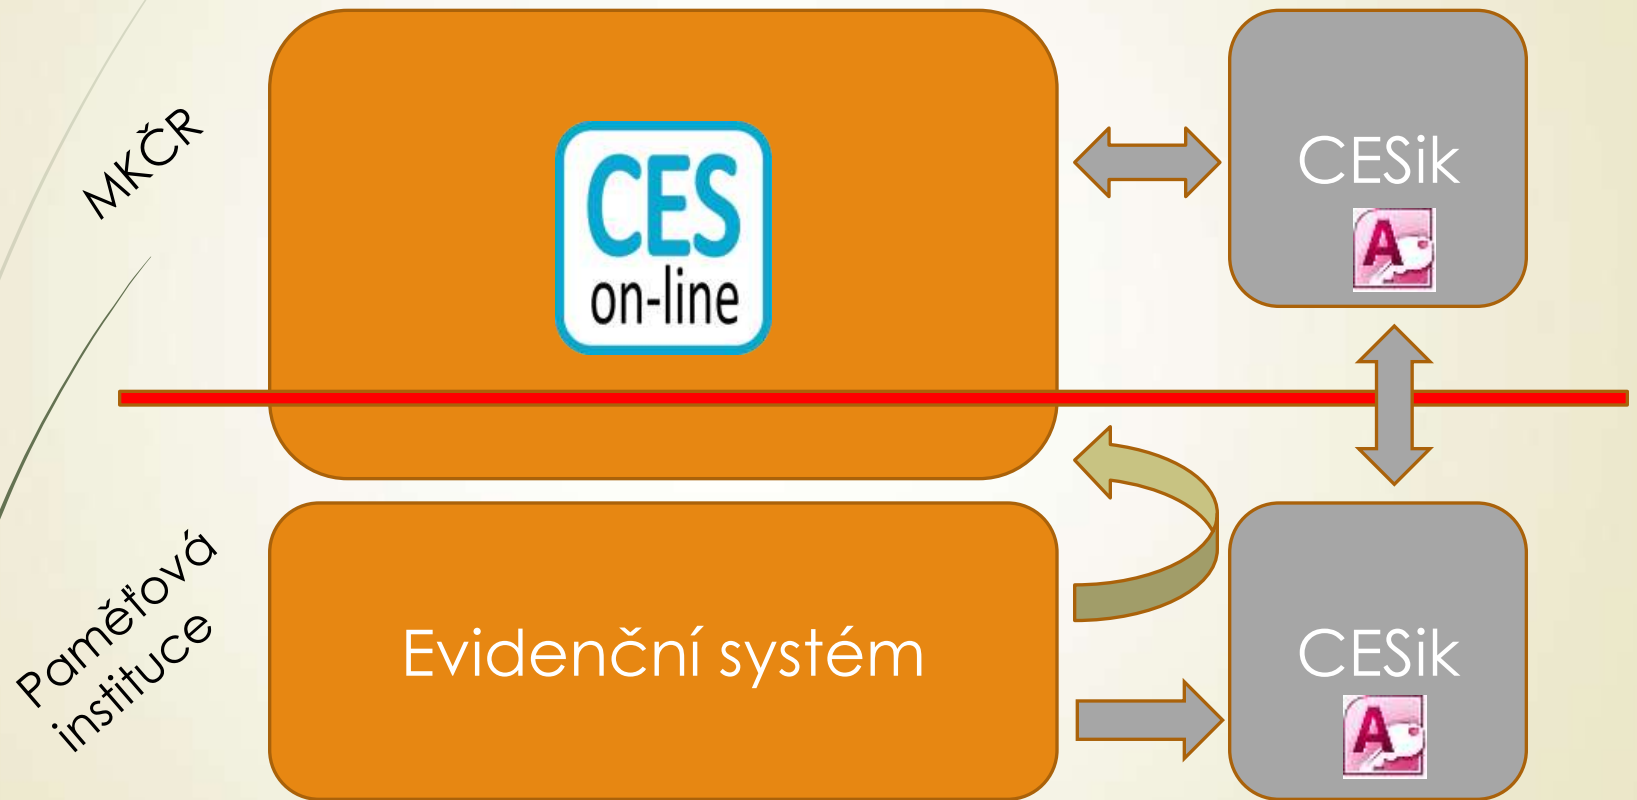 MKČR
CES
on-line
CESik
A
Paměťová
instituce
Evidenční systém
CESik
A